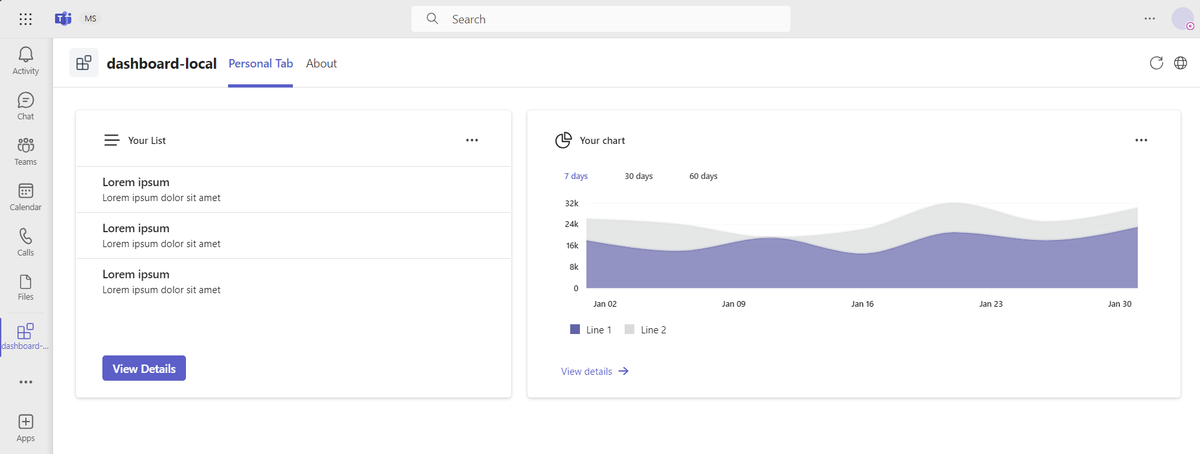 MS
Search
Activity
Chat
Teams
Calendar
Calls
Files
dashboard-...
Apps
dashboard-local Personal Tab About
Your List
Lorem ipsum
Lorem ipsum dolor sit amet
Lorem ipsum
Lorem ipsum dolor sit amet
Lorem ipsum
Lorem ipsum dolor sit amet
View Details
Your chart
7 days 30 days 60 days
32k
24k
16k
8k
0
Jan 02 Jan 09 Jan 16 Jan 23 Jan 30
Line 1 Line 2
View details